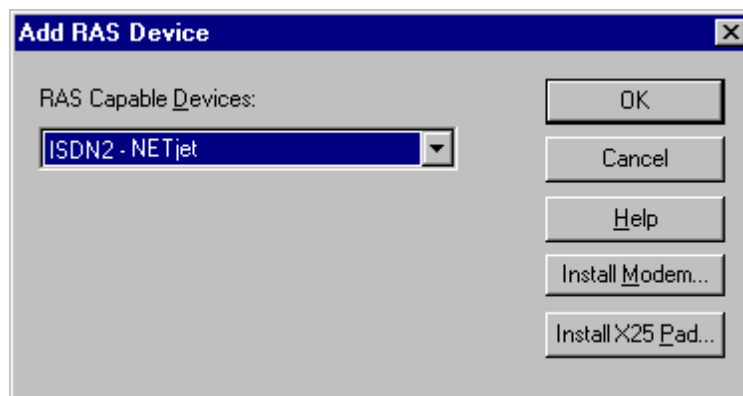 Add RAS Device
RAS Capable Devices:
ISDN2 - NETjet
OK
Cancel
Help
Install Modem...
Install X25 Pad...